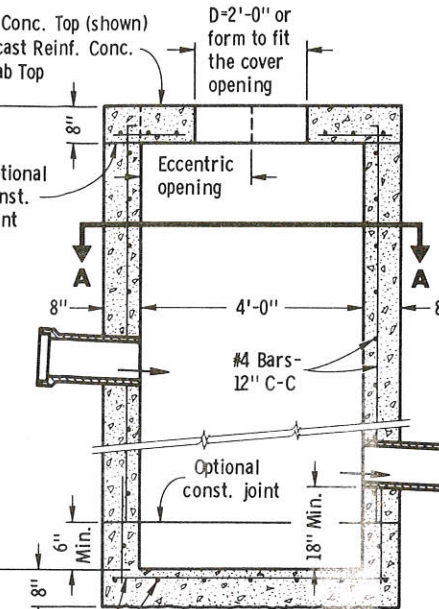 Conc. Top (shown)
cast Reinf. Conc.
ab Top
D=2'-0" or
form to fit
the cover
opening
8"
tional
nst.
nt
Eccentric
opening
A
A
8"
4'-0"
8
#4 Bars-
12" C-C
Optional
const. joint
6"
Min.
18" Min.
8"